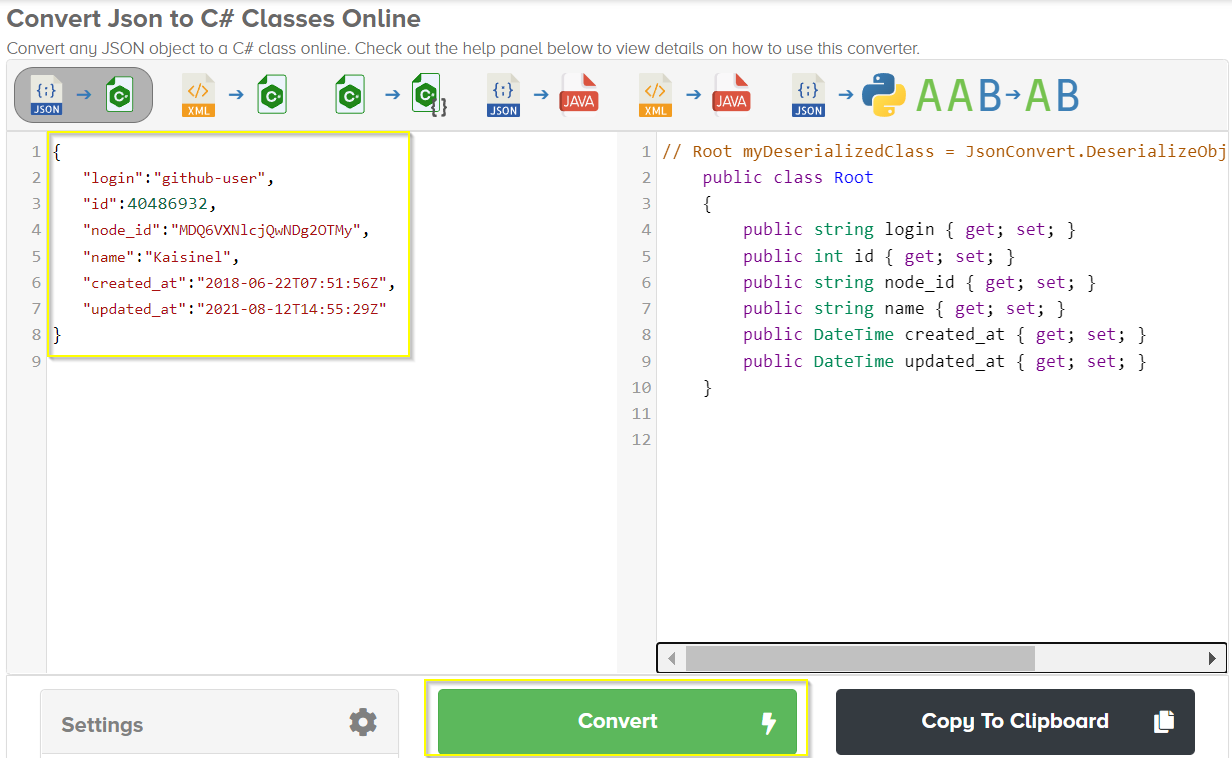 Convert Json to C# Classes Online
Convert any JSON object to a C# class online. Check out the help panel below to view details on how to use this converter.
{;} JSON → C# </> XML → C# C# → C# {} {;} JSON → JAVA </> XML → JAVA {;} JSON → AAB→AB
1 {
2 "login":"github-user",
3 "id":40486932,
4 "node_id":"MDQ6VXNlcjQwNDg2OTMy",
5 "name":"Kaisinel",
6 "created_at":"2018-06-22T07:51:56Z",
7 "updated_at":"2021-08-12T14:55:29Z"
8 }
9
1 // Root myDeserializedClass = JsonConvert.DeserializeObj
2 public class Root
3 {
4 public string login { get; set; }
5 public int id { get; set; }
6 public string node_id { get; set; }
7 public string name { get; set; }
8 public DateTime created_at { get; set; }
9 public DateTime updated_at { get; set; }
10 }
11
12
Settings
Convert
Copy To Clipboard